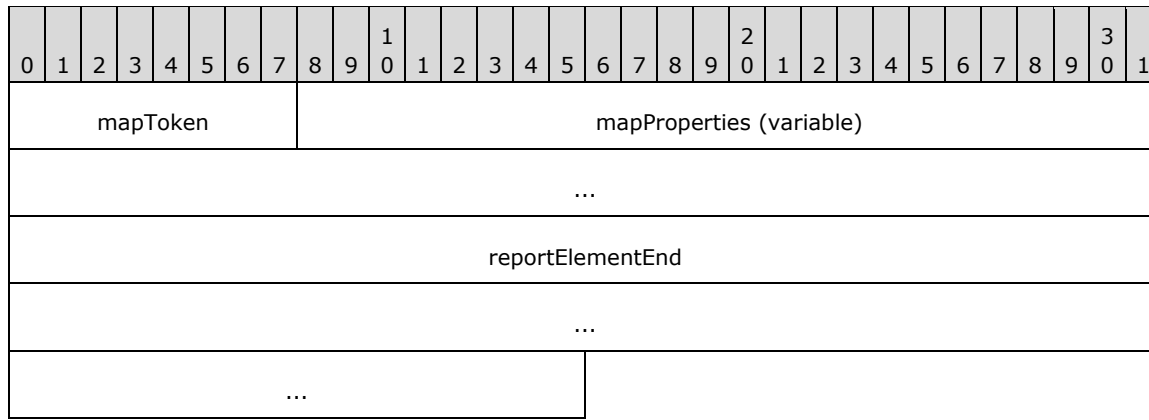 0 1 2 3 4 5 6 7 8 9 1 0 1 2 3 4 5 6 7 8 9 2 0 1 2 3 4 5 6 7 8 9 3 0 1
mapToken mapProperties (variable)
...
reportElementEnd
...
...